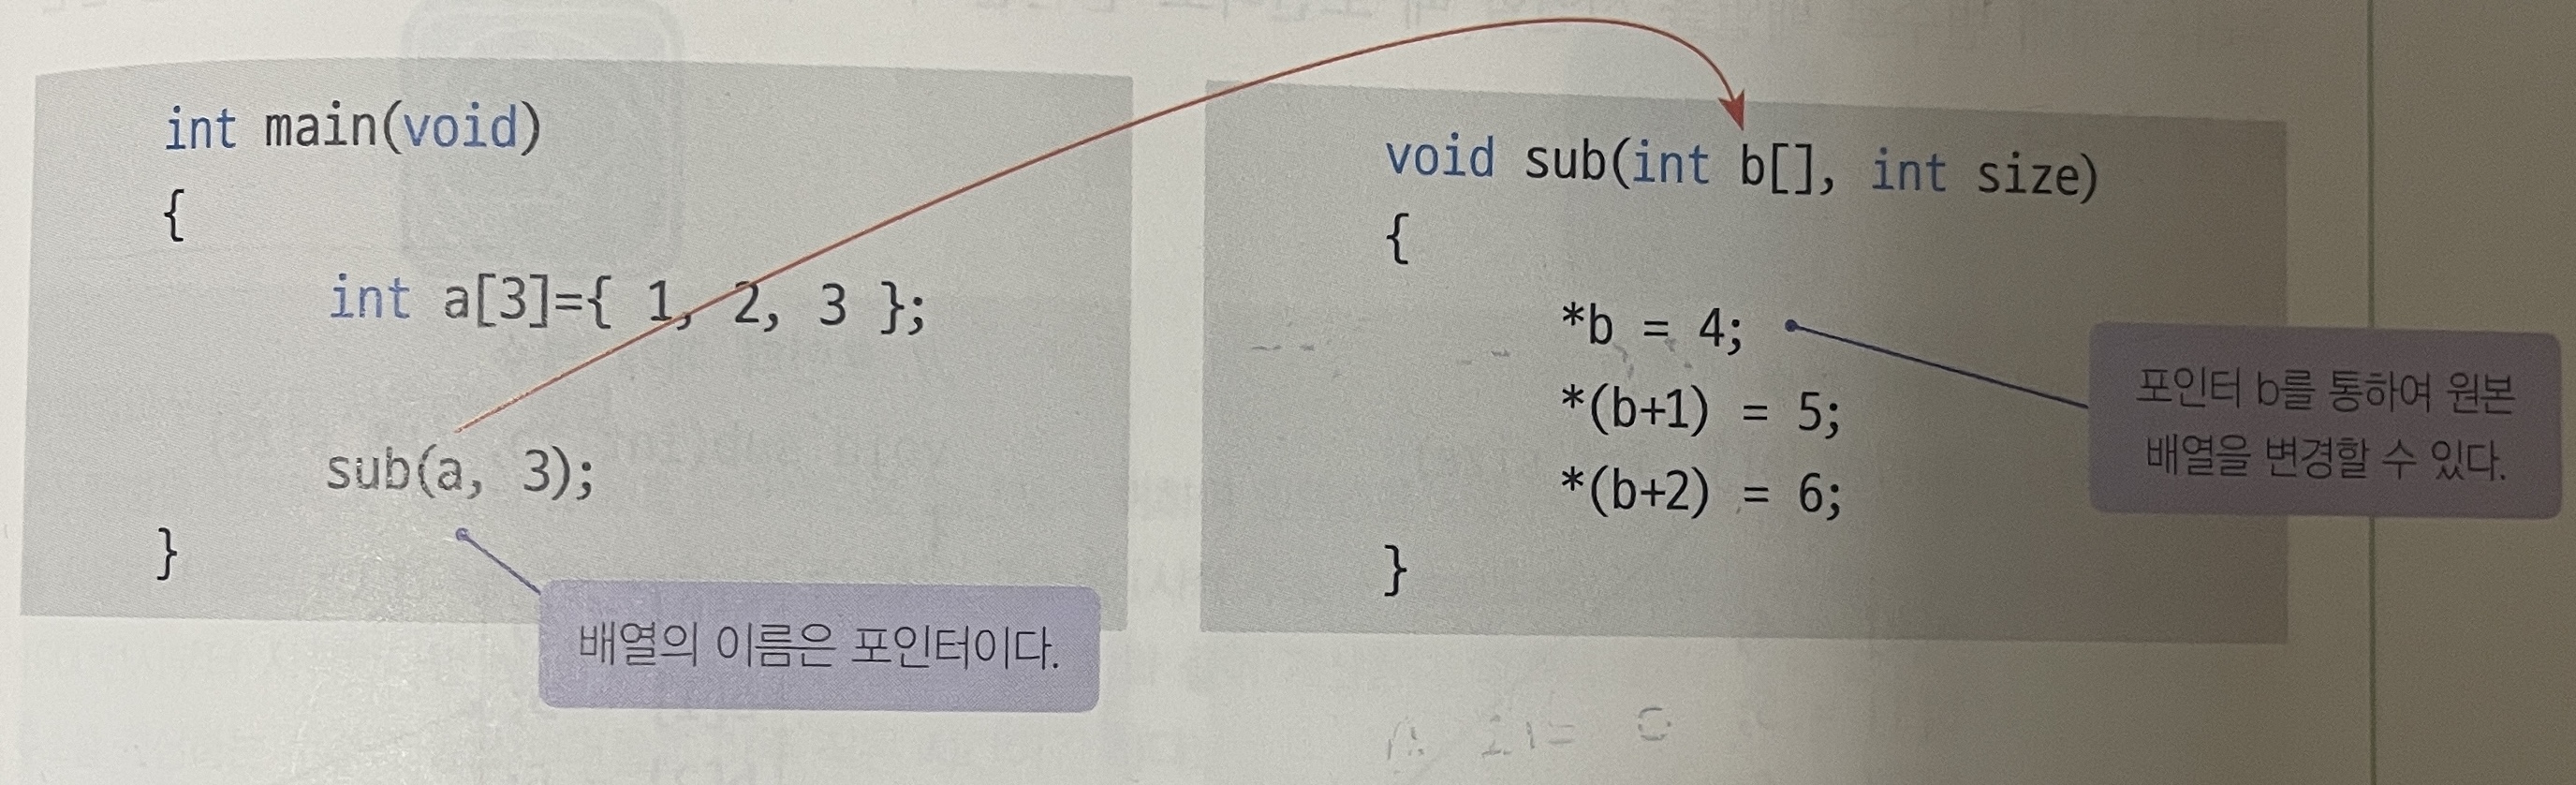 int main(void)
{
int a[3]={ 1, 2, 3 };
sub(a, 3);
}
배열의 이름은 포인터이다.
void sub(int b[], int size)
{
*b = 4;
*(b+1) = 5;
*(b+2) = 6;
}
포인터 b를 통하여 원본
배열을 변경할 수 있다.